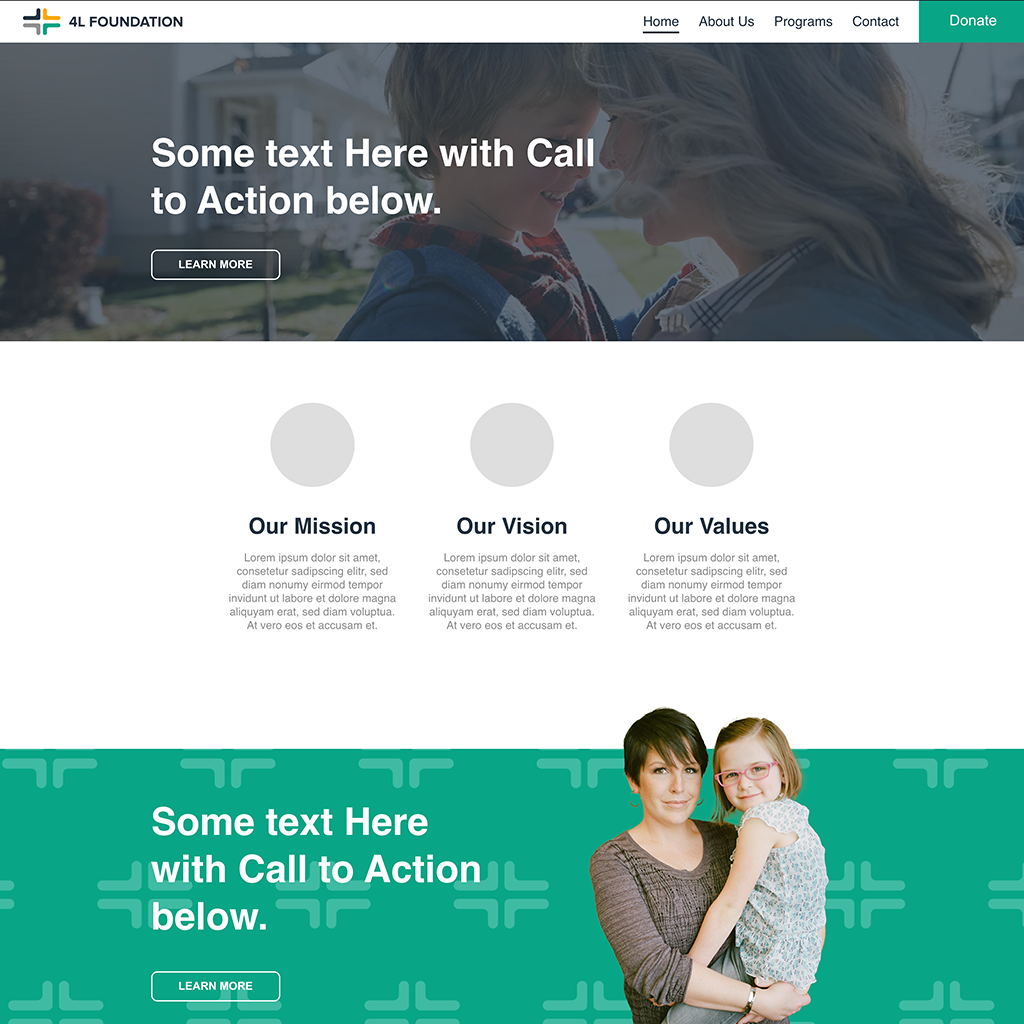 4L FOUNDATION
Home About Us Programs Contact Donate
Some text Here with Call
to Action below.
LEARN MORE
Our Mission
Lorem ipsum dolor sit amet,
consetetur sadipscing elitr, sed
diam nonumy eirmod tempor
invidunt ut labore et dolore magna
aliquyam erat, sed diam voluptua.
At vero eos et accusam et.
Our Vision
Lorem ipsum dolor sit amet,
consetetur sadipscing elitr, sed
diam nonumy eirmod tempor
invidunt ut labore et dolore magna
aliquyam erat, sed diam voluptua.
At vero eos et accusam et.
Our Values
Lorem ipsum dolor sit amet,
consetetur sadipscing elitr, sed
diam nonumy eirmod tempor
invidunt ut labore et dolore magna
aliquyam erat, sed diam voluptua.
At vero eos et accusam et.
Some text Here
with Call to Action
below.
LEARN MORE